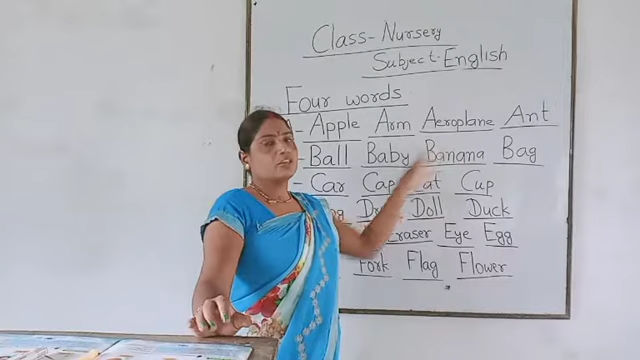 Class - Nursery
Subject - English
Four words
- Apple Arm Aeroplane Ant
- Ball Baby Banana Bag
- Car Cap Cup
Doll Duck
Eraser Eye Egg
Fork Flag Flower